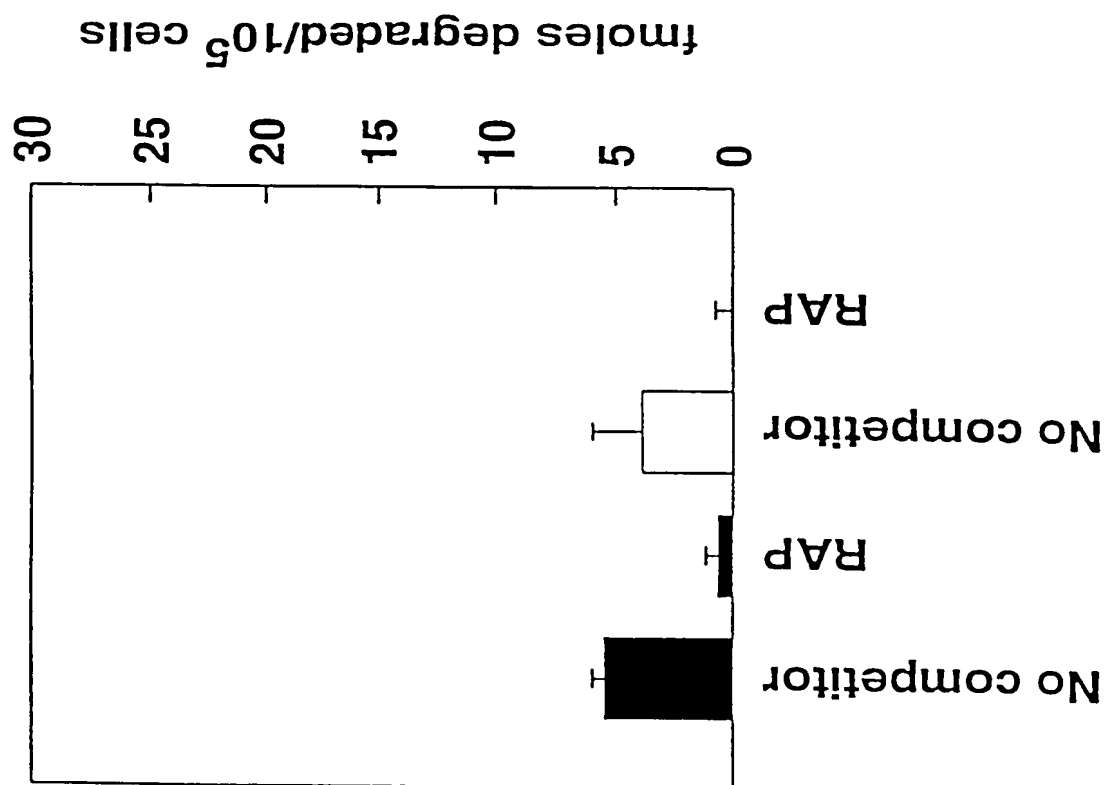 fmoles degraded/10⁵ cells
30
25
20
15
10
5
0
RAP
No competitor
RAP
No competitor